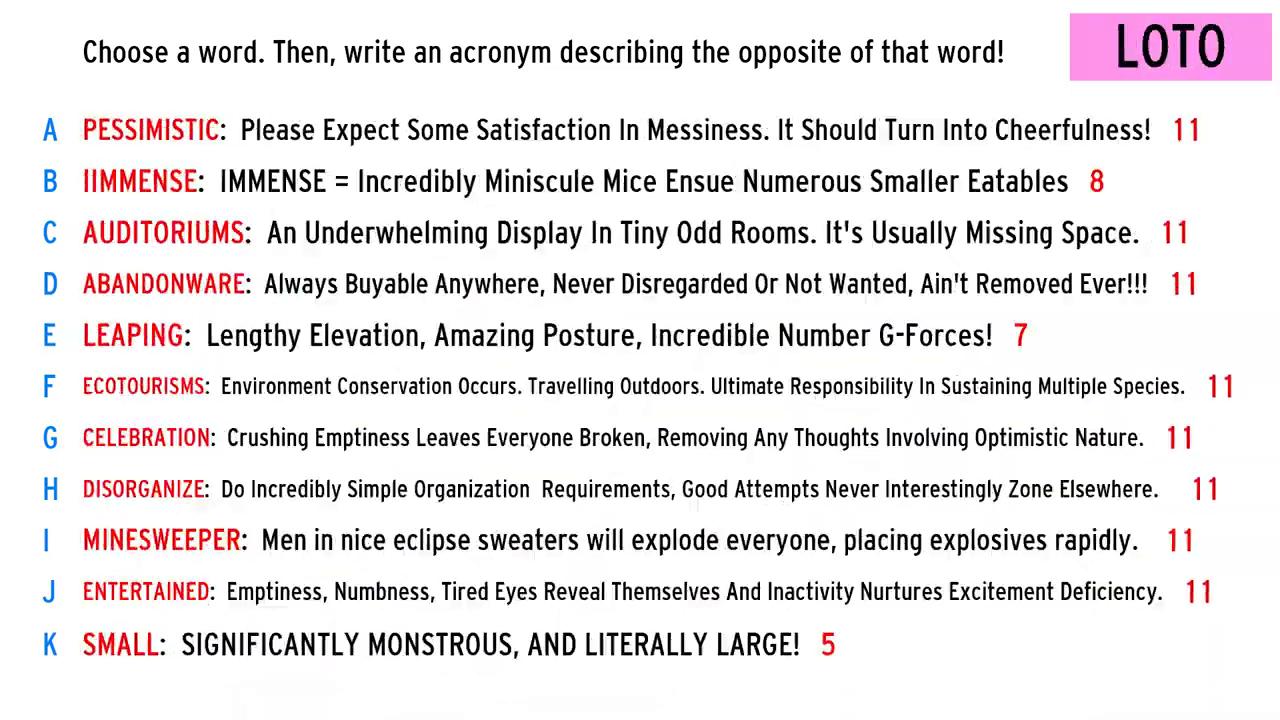 Choose a word. Then, write an acronym describing the opposite of that word!
LOTO
A PESSIMISTIC: Please Expect Some Satisfaction In Messiness. It Should Turn Into Cheerfulness! 11
B IIMMENSE: IMMENSE = Incredibly Miniscule Mice Ensue Numerous Smaller Eatables 8
C AUDITORIUMS: An Underwhelming Display In Tiny Odd Rooms. It's Usually Missing Space. 11
D ABANDONWARE: Always Buyable Anywhere, Never Disregarded Or Not Wanted, Ain't Removed Ever!!! 11
E LEAPING: Lengthy Elevation, Amazing Posture, Incredible Number G-Forces! 7
F ECOTOURISMS: Environment Conservation Occurs. Travelling Outdoors. Ultimate Responsibility In Sustaining Multiple Species. 11
G CELEBRATION: Crushing Emptiness Leaves Everyone Broken, Removing Any Thoughts Involving Optimistic Nature. 11
H DISORGANIZE: Do Incredibly Simple Organization Requirements, Good Attempts Never Interestingly Zone Elsewhere. 11
I MINESWEEPER: Men in nice eclipse sweaters will explode everyone, placing explosives rapidly. 11
J ENTERTAINED: Emptiness, Numbness, Tired Eyes Reveal Themselves And Inactivity Nurtures Excitement Deficiency. 11
K SMALL: SIGNIFICANTLY MONSTROUS, AND LITERALLY LARGE! 5